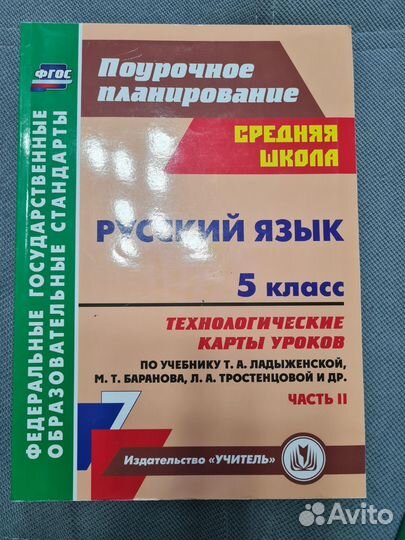 ФГОС
ФЕДЕРАЛЬНЫЕ ГОСУДАРСТВЕННЫЕ
ОБРАЗОВАТЕЛЬНЫЕ СТАНДАРТЫ
Поурочное
планирование
СРЕДНЯЯ
ШКОЛА
РУССКИЙ ЯЗЫК
5 класс
ТЕХНОЛОГИЧЕСКИЕ
КАРТЫ УРОКОВ
ПО УЧЕБНИКУ Т. А. ЛАДЫЖЕНСКОЙ,
М. Т. БАРАНОВА, Л. А. ТРОСТЕНЦОВОЙ И ДР.
ЧАСТЬ II
Издательство «УЧИТЕЛЬ»
Avito